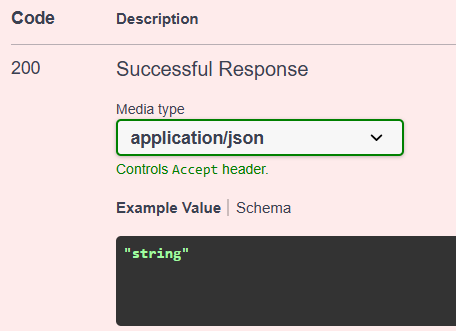 Code Description
200 Successful Response
Media type
application/json
Controls Accept header.
Example Value Schema
"string"